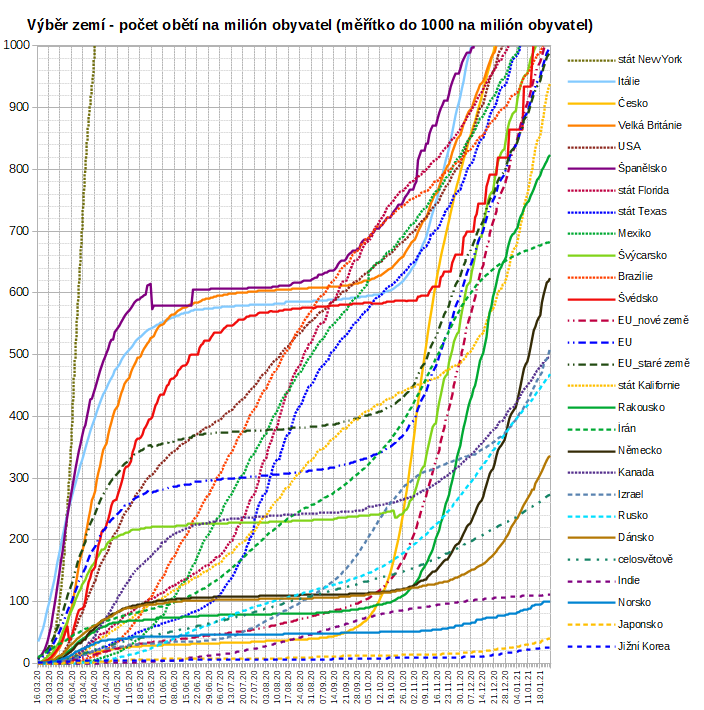 Výběr zemí - počet obětí na milión obyvatel (měřítko do 1000 na milión obyvatel)
1000
900
800
700
600
500
400
300
200
100
0
stát NewYork
Itálie
Česko
Velká Británie
USA
Španělsko
stát Florida
stát Texas
Mexiko
Švýcarsko
Brazílie
Švédsko
EU_nové země
EU
EU_staré země
stát Kalifornie
Rakousko
Irán
Německo
Kanada
Izrael
Rusko
Dánsko
celosvětově
Indie
Norsko
Japonsko
Jižní Korea
16.03.20
23.03.20
30.03.20
06.04.20
13.04.20
20.04.20
27.04.20
04.05.20
11.05.20
18.05.20
25.05.20
01.06.20
08.06.20
15.06.20
22.06.20
29.06.20
06.07.20
13.07.20
20.07.20
27.07.20
03.08.20
10.08.20
17.08.20
24.08.20
31.08.20
07.09.20
14.09.20
21.09.20
28.09.20
05.10.20
12.10.20
19.10.20
26.10.20
02.11.20
09.11.20
16.11.20
23.11.20
30.11.20
07.12.20
14.12.20
21.12.20
28.12.20
04.01.21
11.01.21
18.01.21